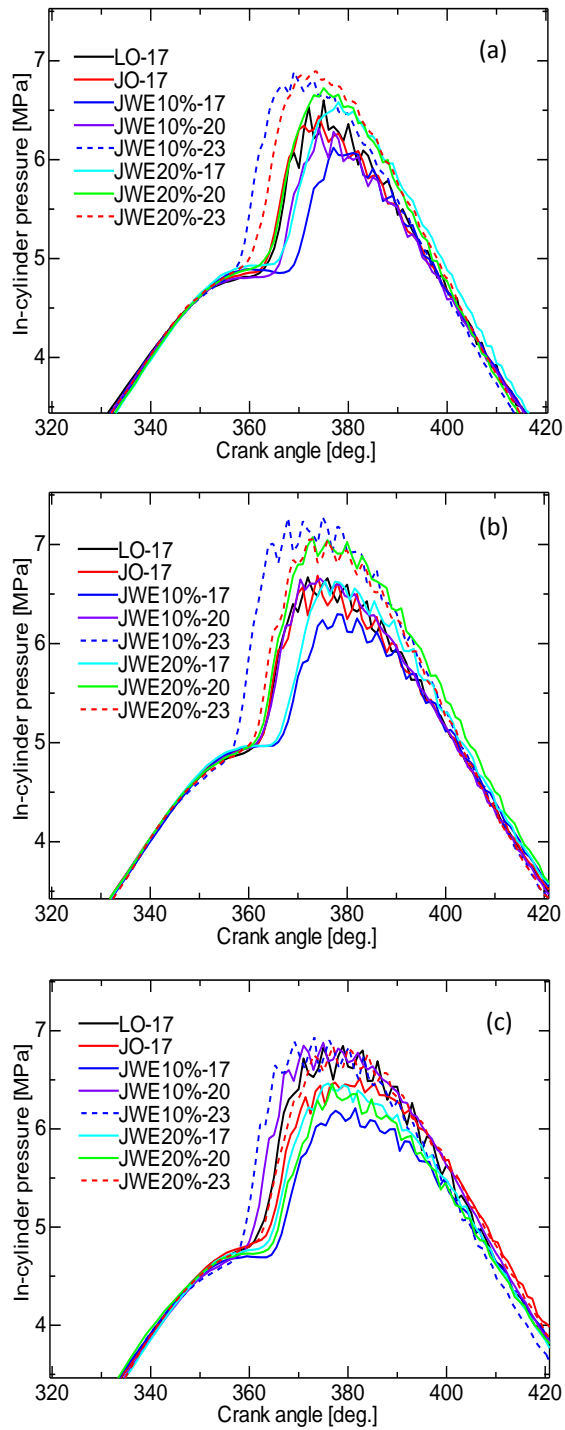 (a)
7
6
5
4
In-cylinder pressure [MPa]
LO-17
JO-17
JWE10%-17
JWE10%-20
JWE10%-23
JWE20%-17
JWE20%-20
JWE20%-23
320 340 360 380 400 420
Crank angle [deg.]
(b)
7
6
5
4
In-cylinder pressure [MPa]
LO-17
JO-17
JWE10%-17
JWE10%-20
JWE10%-23
JWE20%-17
JWE20%-20
JWE20%-23
320 340 360 380 400 420
Crank angle [deg.]
(c)
7
6
5
4
In-cylinder pressure [MPa]
LO-17
JO-17
JWE10%-17
JWE10%-20
JWE10%-23
JWE20%-17
JWE20%-20
JWE20%-23
320 340 360 380 400 420
Crank angle [deg.]